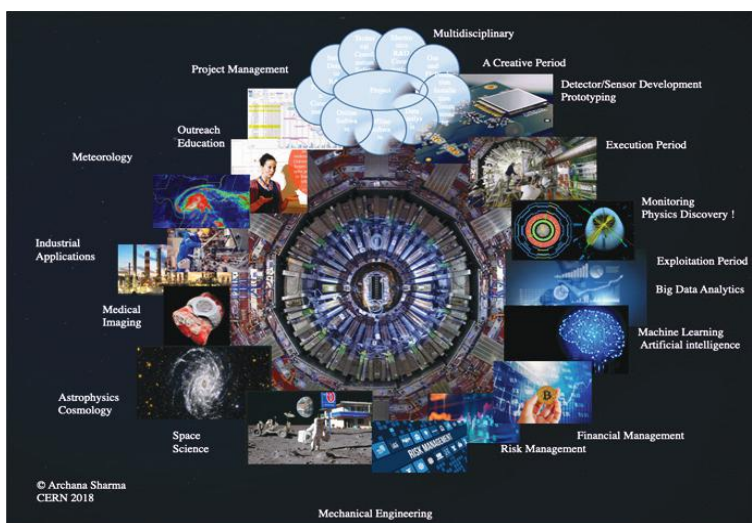 Multidisciplinary
Project Management
A Creative Period
Detector/Sensor Development
Prototyping
Project
Outreach
Education
Execution Period
Meteorology
Monitoring
Physics Discovery !
Industrial
Applications
Exploitation Period
Big Data Analytics
Medical
Imaging
Machine Learning
Artificial intelligence
Astrophysics
Cosmology
Space
Science
RISK MANAGEMENT
Financial Management
Risk Management
© Archana Sharma
CERN 2018
Mechanical Engineering